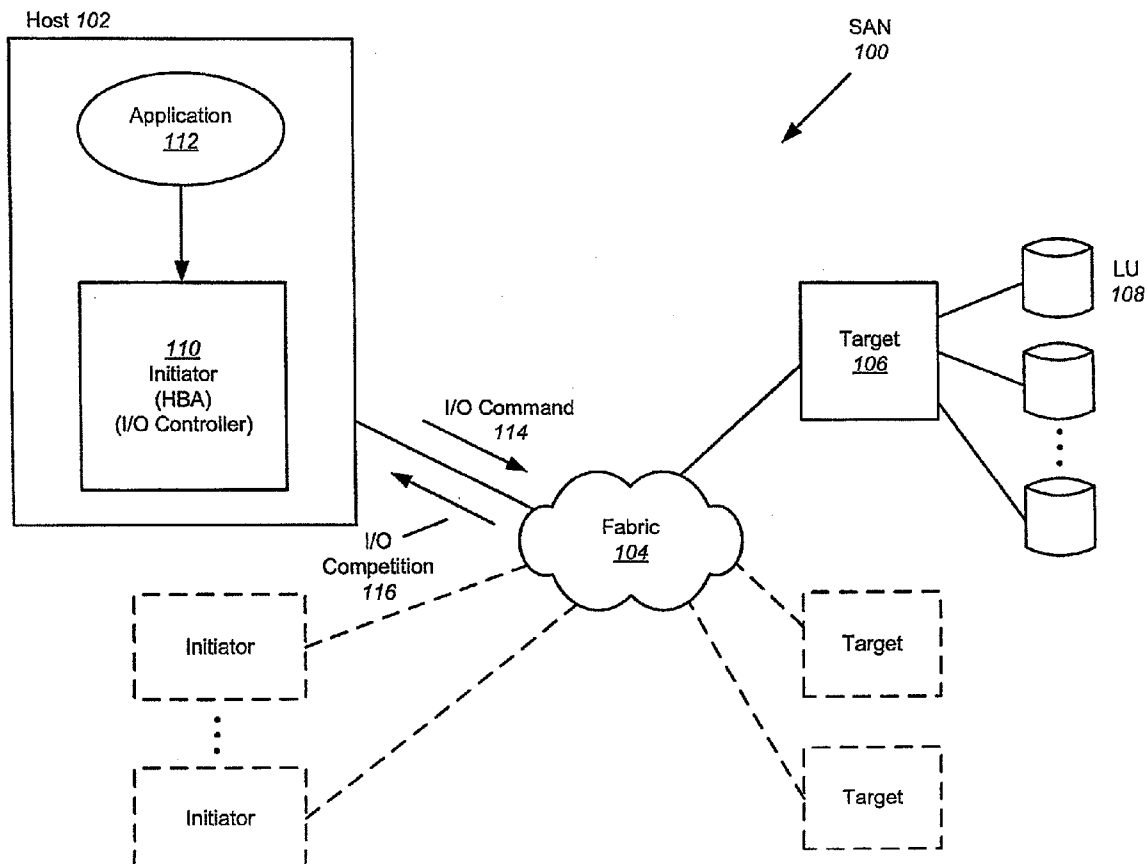 Host 102
SAN
100
Application
112
110
Initiator
(HBA)
(I/O Controller)
LU
108
Target
106
I/O Command
114
Fabric
104
I/O
Competition
116
Initiator
Target
Initiator
Target